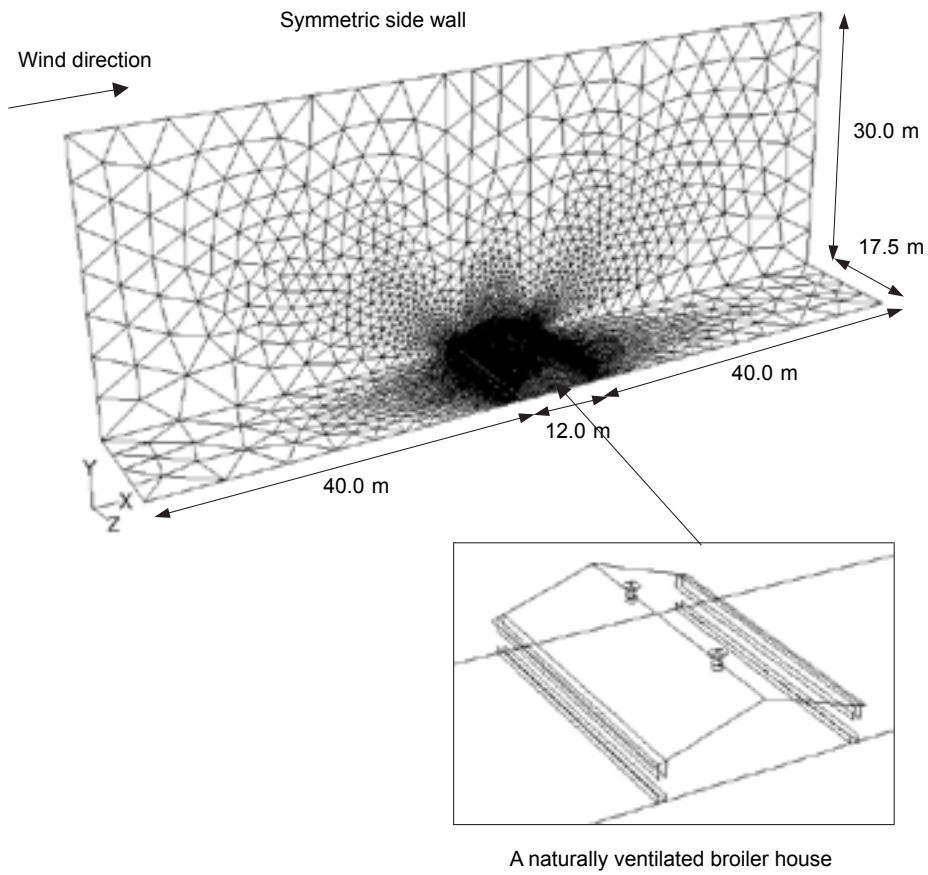 Symmetric side wall
Wind direction
30.0 m
17.5 m
40.0 m
12.0 m
40.0 m
Y
X
Z
A naturally ventilated broiler house